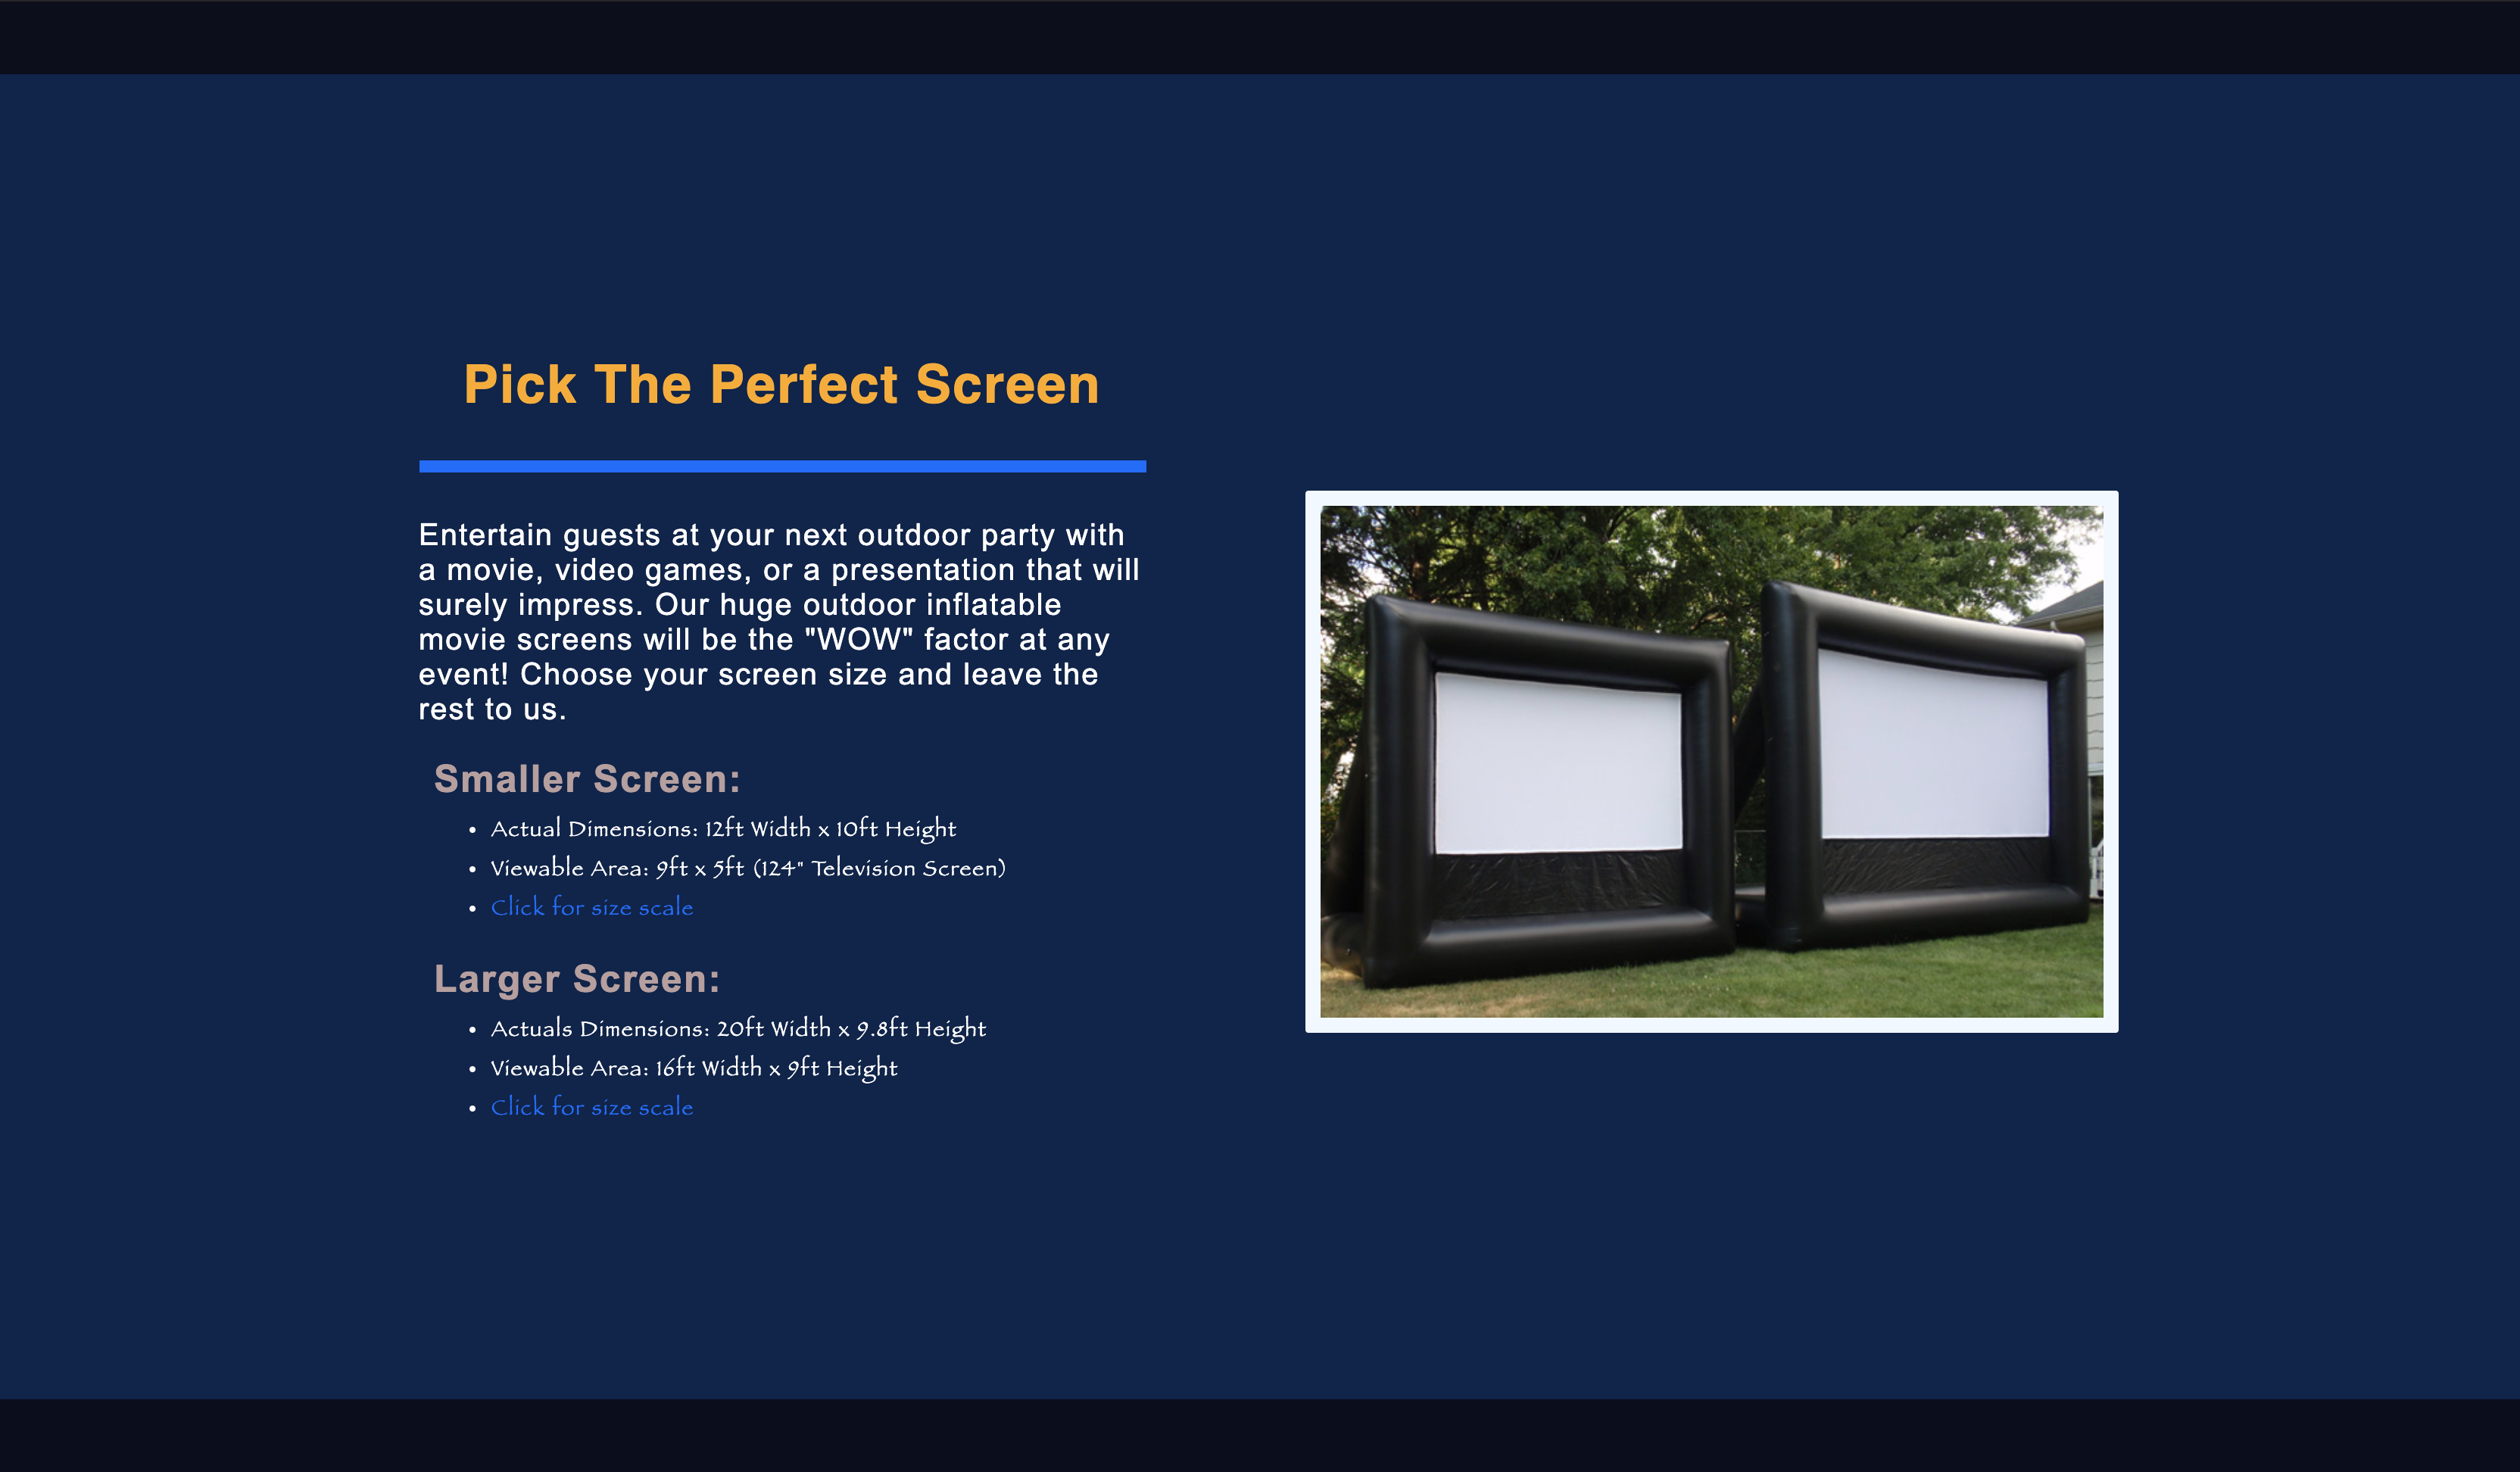 Pick The Perfect Screen
Entertain guests at your next outdoor party with
a movie, video games, or a presentation that will
surely impress. Our huge outdoor inflatable
movie screens will be the "WOW" factor at any
event! Choose your screen size and leave the
rest to us.
Smaller Screen:
• Actual Dimensions: 12ft Width x 10ft Height
• Viewable Area: 9ft x 5ft (124" Television Screen)
• Click for size scale
Larger Screen:
• Actuals Dimensions: 20ft Width x 9.8ft Height
• Viewable Area: 16ft Width x 9ft Height
• Click for size scale